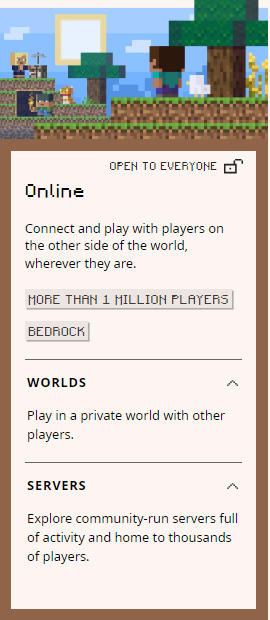 OPEN TO EVERYONE
Online
Connect and play with players on
the other side of the world,
wherever they are.
MORE THAN 1 MILLION PLAYERS
BEDROCK
WORLDS
Play in a private world with other
players.
SERVERS
Explore community-run servers full
of activity and home to thousands
of players.